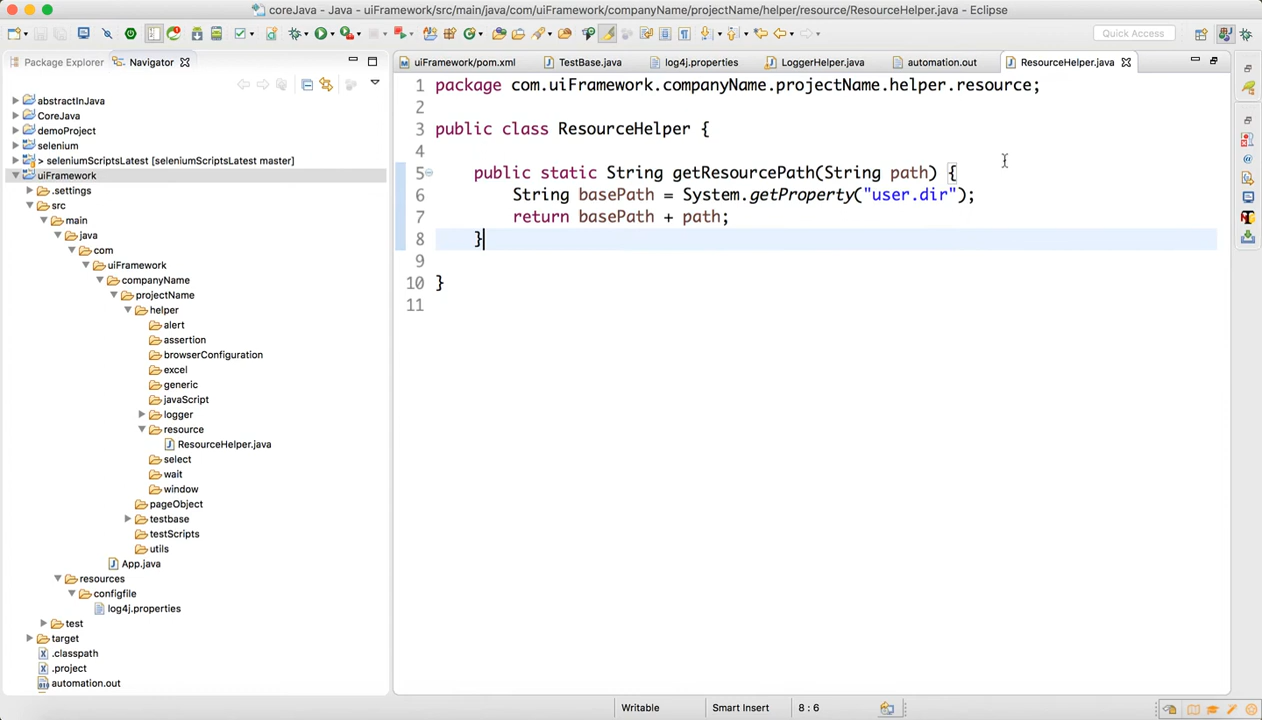 coreJava - Java - uiFramework/src/main/java/com/uiFramework/companyName/projectName/helper/resource/ResourceHelper.java - Eclipse
Quick Access
Package Explorer
Navigator
uiFramework/pom.xml
TestBase.java
log4j.properties
LoggerHelper.java
automation.out
ResourceHelper.java
abstractInJava
CoreJava
demoProject
selenium
> seleniumScriptsLatest [seleniumScriptsLatest master]
uiFramework
.settings
src
main
java
com
uiFramework
companyName
projectName
helper
alert
assertion
browserConfiguration
excel
generic
javaScript
logger
resource
ResourceHelper.java
select
wait
window
pageObject
testbase
testScripts
utils
App.java
resources
configfile
log4j.properties
test
target
.classpath
.project
automation.out
1 package com.uiFramework.companyName.projectName.helper.resource;
2
3 public class ResourceHelper {
4
5 public static String getResourcePath(String path) {
6 String basePath = System.getProperty("user.dir");
7 return basePath + path;
8 }
9
10 }
11
Writable
Smart Insert
8 : 6